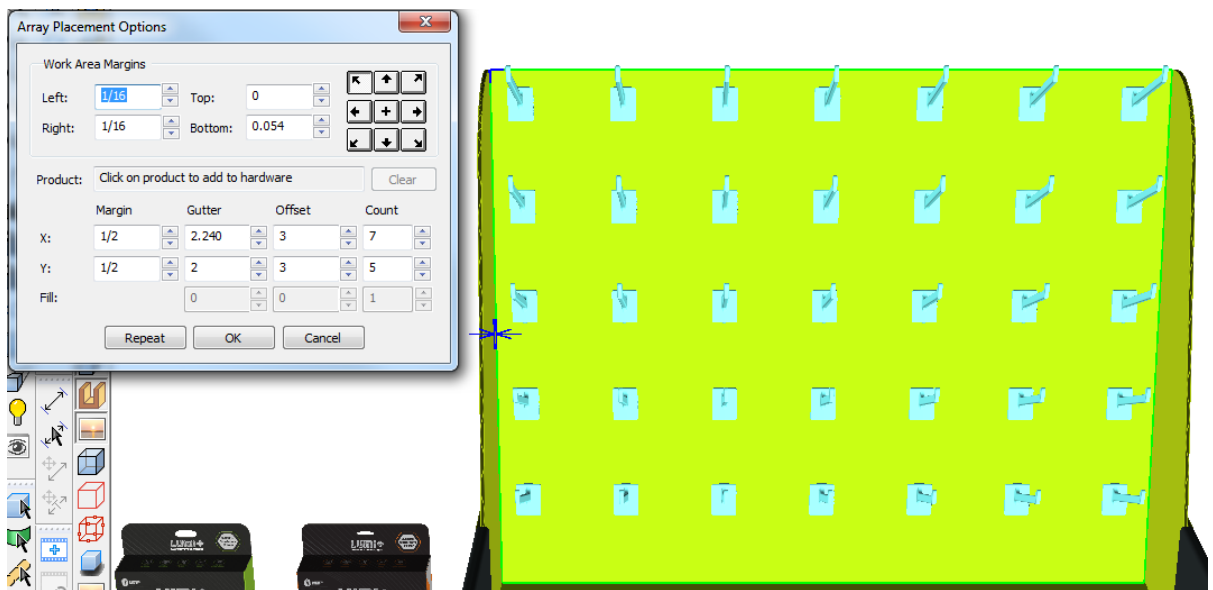 Array Placement Options
Work Area Margins
Left: 1/16 Top: 0
Right: 1/16 Bottom: 0.054
Product: Click on product to add to hardware Clear
Margin Gutter Offset Count
X: 1/2 2.240 3 7
Y: 1/2 2 3 5
Fill: 0 0 1
Repeat OK Cancel